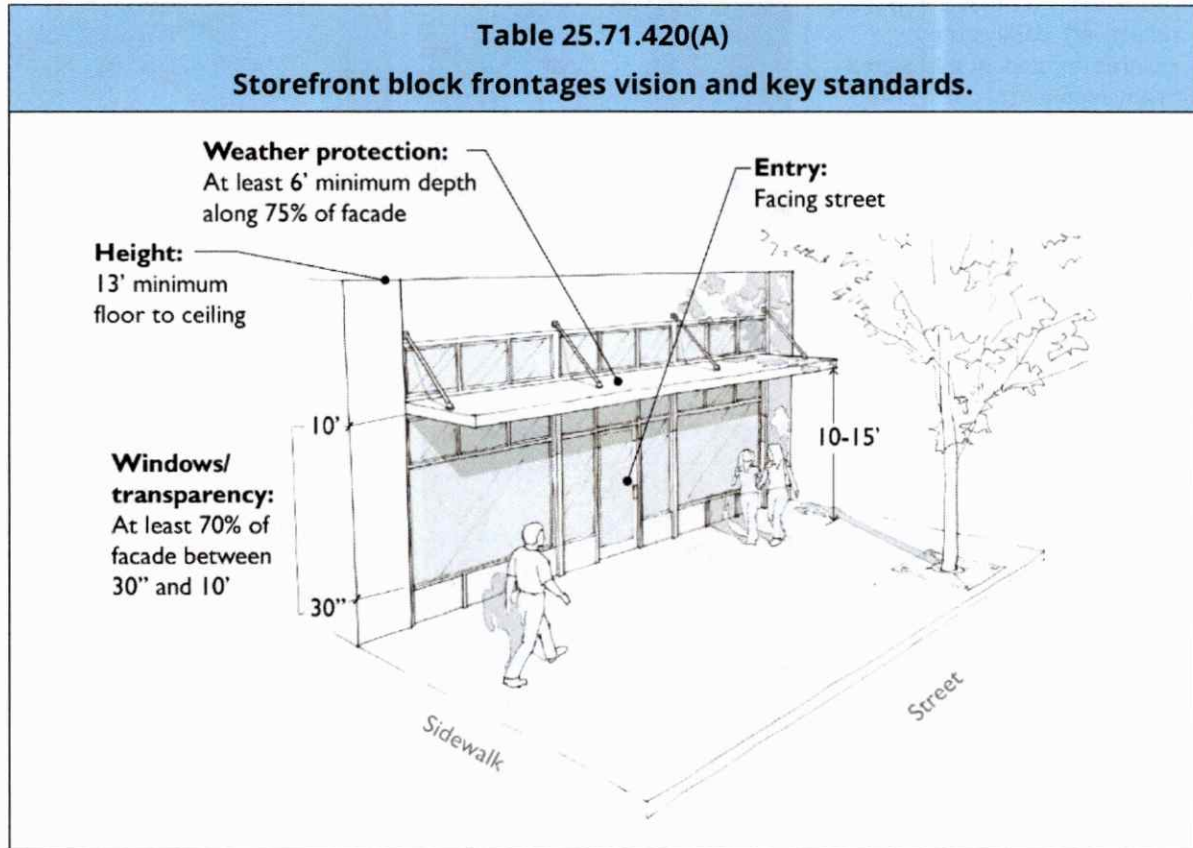 Table 25.71.420(A)
Storefront block frontages vision and key standards.
Weather protection:
At least 6' minimum depth
along 75% of facade
Entry:
Facing street
Height:
13' minimum
floor to ceiling
10'
10-15'
Windows/
transparency:
At least 70% of
facade between
30" and 10'
30"
Sidewalk
Street